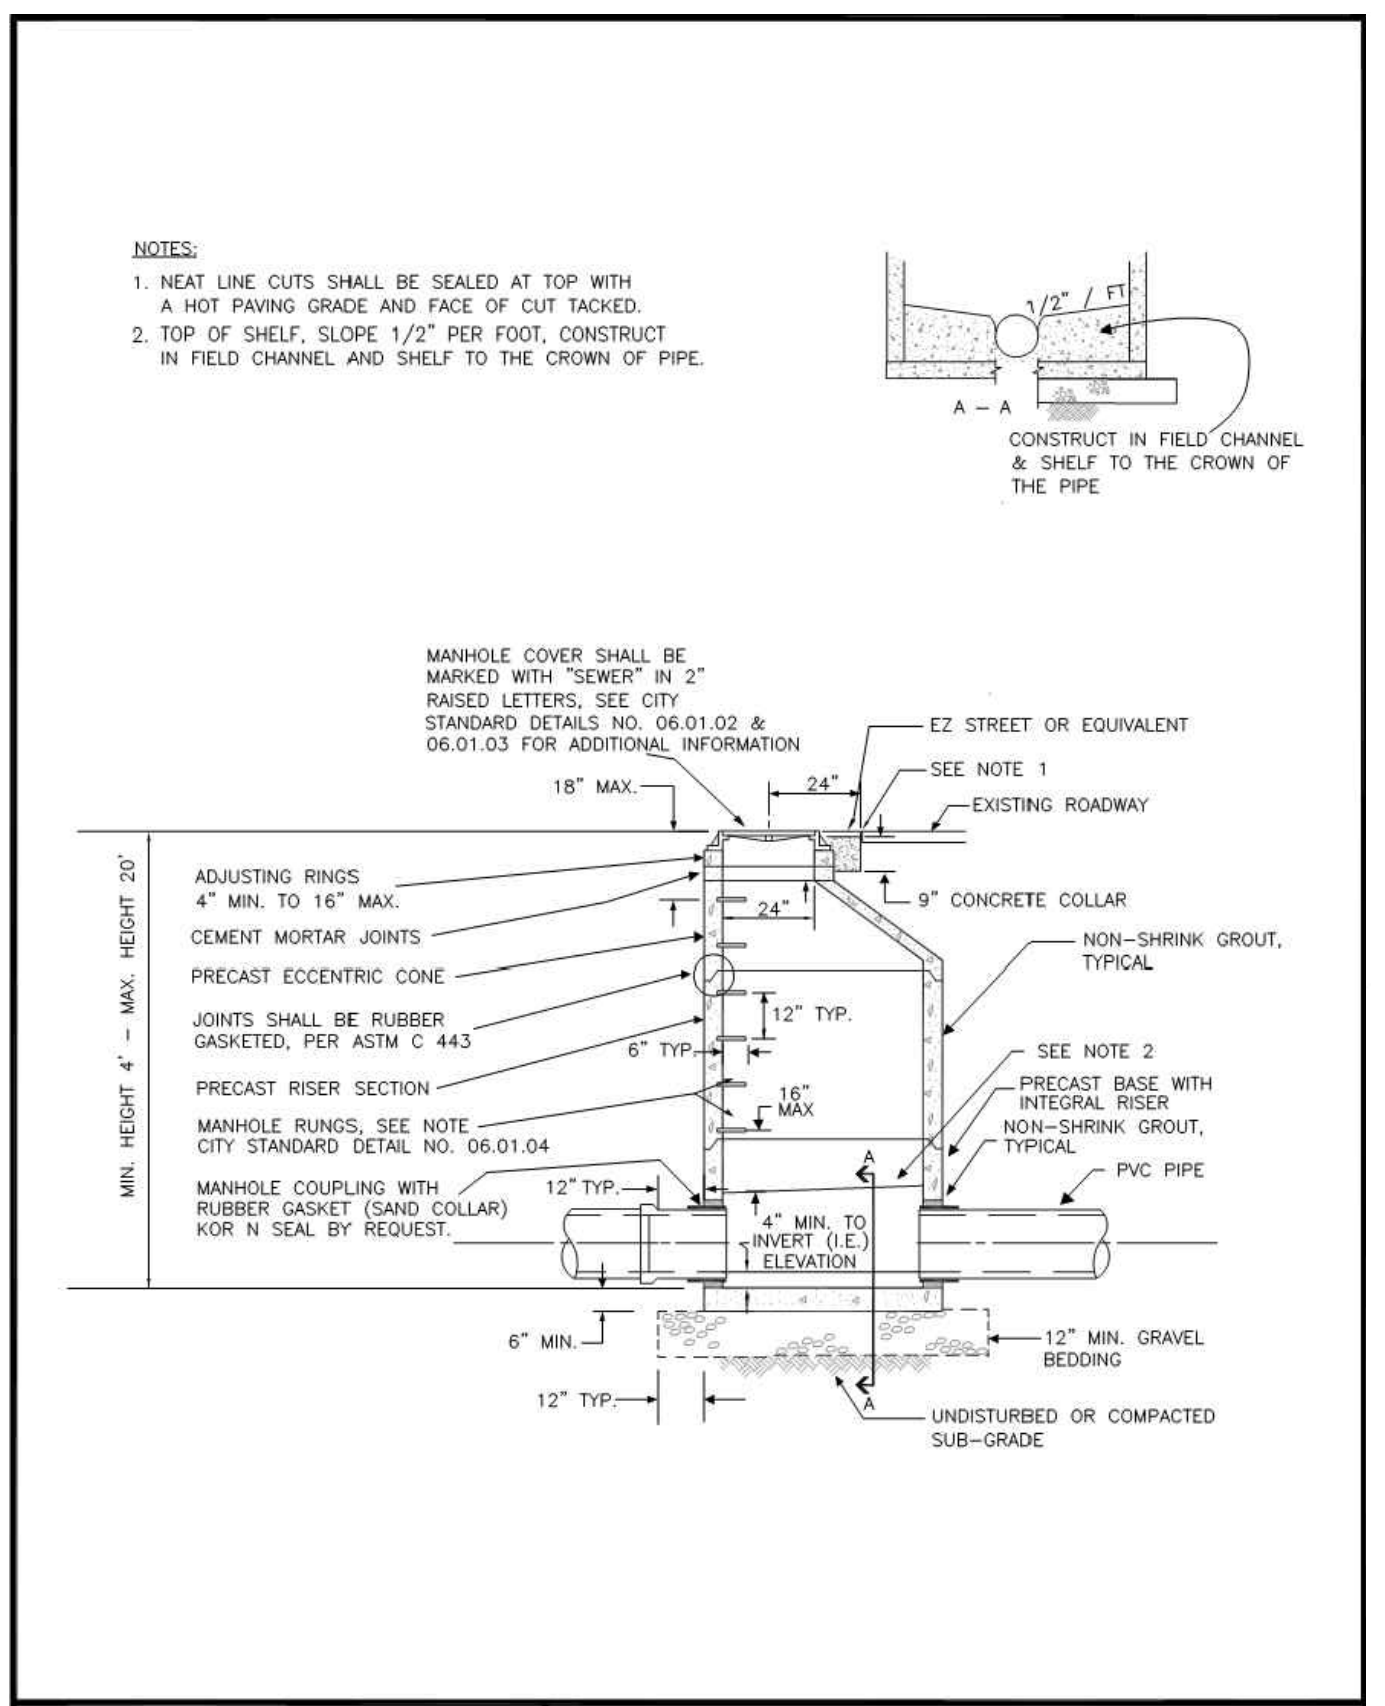 NOTES:
1. NEAT LINE CUTS SHALL BE SEALED AT TOP WITH
A HOT PAVING GRADE AND FACE OF CUT TACKED.
2. TOP OF SHELF, SLOPE 1/2" PER FOOT, CONSTRUCT
IN FIELD CHANNEL AND SHELF TO THE CROWN OF PIPE.
1/2" / FT
A – A
CONSTRUCT IN FIELD CHANNEL
& SHELF TO THE CROWN OF
THE PIPE
MANHOLE COVER SHALL BE
MARKED WITH "SEWER" IN 2"
RAISED LETTERS, SEE CITY
STANDARD DETAILS NO. 06.01.02 &
06.01.03 FOR ADDITIONAL INFORMATION
18" MAX.
24"
EZ STREET OR EQUIVALENT
SEE NOTE 1
EXISTING ROADWAY
MIN. HEIGHT 4' – MAX. HEIGHT 20'
ADJUSTING RINGS
4" MIN. TO 16" MAX.
CEMENT MORTAR JOINTS
PRECAST ECCENTRIC CONE
JOINTS SHALL BE RUBBER
GASKETED, PER ASTM C 443
PRECAST RISER SECTION
MANHOLE RUNGS, SEE NOTE
CITY STANDARD DETAIL NO. 06.01.04
MANHOLE COUPLING WITH
RUBBER GASKET (SAND COLLAR)
KOR N SEAL BY REQUEST.
24"
9" CONCRETE COLLAR
NON–SHRINK GROUT,
TYPICAL
12" TYP.
6" TYP.
16"
MAX
SEE NOTE 2
PRECAST BASE WITH
INTEGRAL RISER
NON–SHRINK GROUT,
TYPICAL
PVC PIPE
A
12" TYP.
4" MIN. TO
INVERT (I.E.)
ELEVATION
6" MIN.
12" MIN. GRAVEL
BEDDING
12" TYP.
A
UNDISTURBED OR COMPACTED
SUB–GRADE